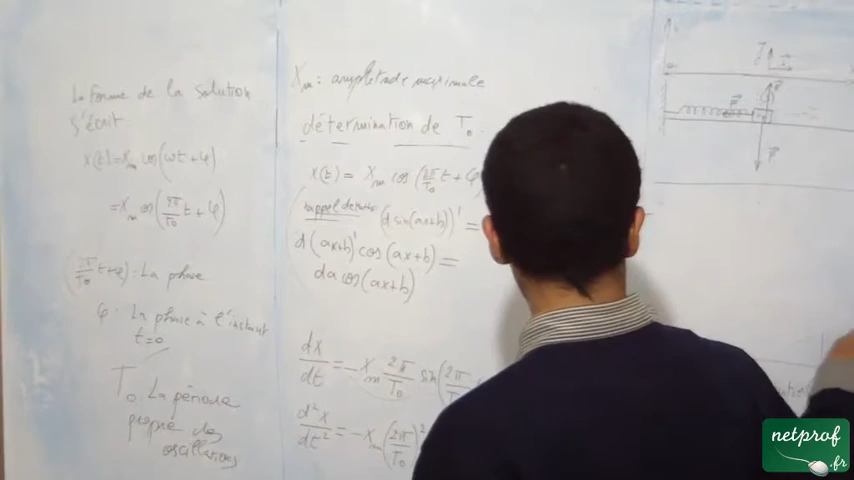 La forme de la solution
s'écrit
x(t) = Xm cos(ωt + φ)
= Xm cos(2π/T₀ t + φ)
(2π/T₀ t + φ) : La phase
φ : La phase à l'instant
t = 0
T₀ La période
propre des
oscillations
Xm : amplitude maximale
détermination de T₀.
x(t) = Xm cos(2π/T₀ t + φ
rappel (d sin(ax+b))' =
d(ax+b)' cos(ax+b) =
da cos(ax+b)
dx/dt = - Xm 2π/T₀ sin(2π/T
d²x/dt² = - Xm (2π/T₀)²
netprof
.fr